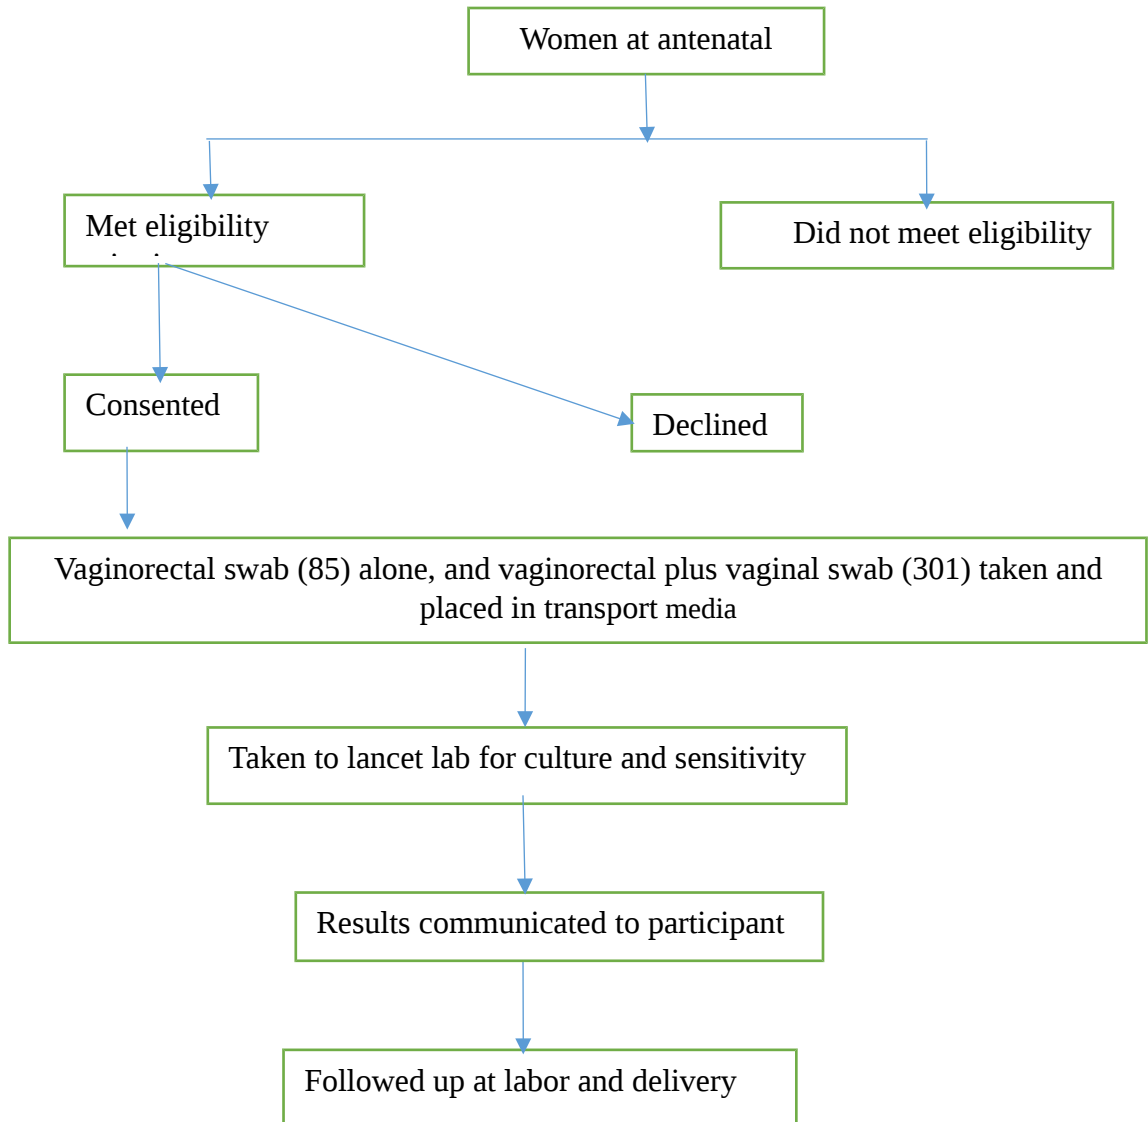 Women at antenatal
Met eligibility
Did not meet eligibility
Consented
Declined
Vaginorectal swab (85) alone, and vaginorectal plus vaginal swab (301) taken and
placed in transport media
Taken to lancet lab for culture and sensitivity
Results communicated to participant
Followed up at labor and delivery